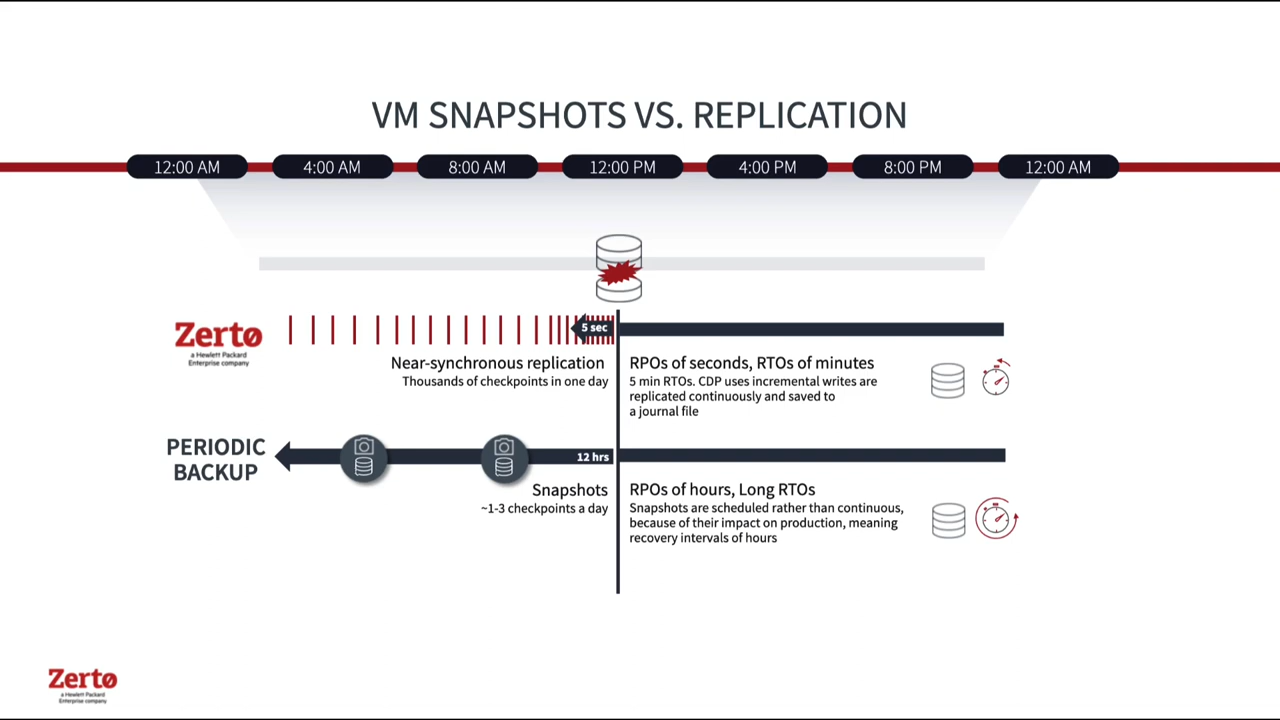 VM SNAPSHOTS VS. REPLICATION
12:00 AM
4:00 AM
8:00 AM
12:00 PM
4:00 PM
8:00 PM
12:00 AM
Zerto
a Hewlett Packard
Enterprise company
5 sec
Near-synchronous replication
Thousands of checkpoints in one day
RPOs of seconds, RTOs of minutes
5 min RTOs. CDP uses incremental writes are
replicated continuously and saved to
a journal file
PERIODIC
BACKUP
12 hrs
Snapshots
~1-3 checkpoints a day
RPOs of hours, Long RTOs
Snapshots are scheduled rather than continuous,
because of their impact on production, meaning
recovery intervals of hours
Zerto
a Hewlett Packard
Enterprise company